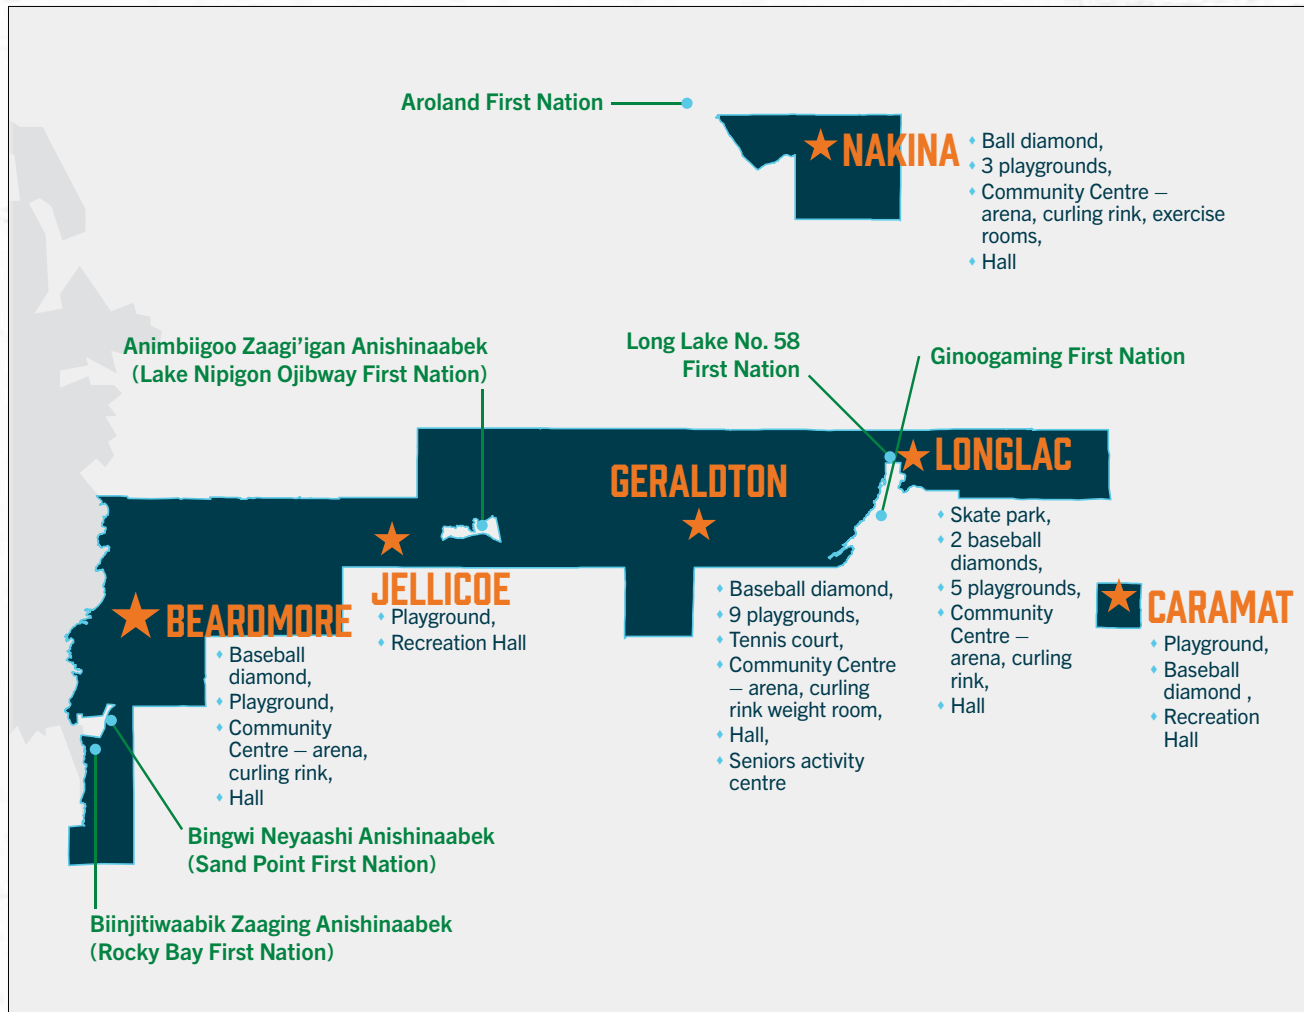 Aroland First Nation
NAKINA
Ball diamond,
3 playgrounds,
Community Centre –
arena, curling rink, exercise
rooms,
Hall
Animbiigoo Zaagi’igan Anishinaabek
(Lake Nipigon Ojibway First Nation)
Long Lake No. 58
First Nation
Ginoogaming First Nation
GERALDTON
LONGLAC
JELLICOE
Playground,
Recreation Hall
BEARDMORE
Baseball
diamond,
Playground,
Community
Centre – arena,
curling rink,
Hall
Baseball diamond,
9 playgrounds,
Tennis court,
Community Centre
– arena, curling
rink weight room,
Hall,
Seniors activity
centre
Skate park,
2 baseball
diamonds,
5 playgrounds,
Community
Centre –
arena, curling
rink,
Hall
CARAMAT
Playground,
Baseball
diamond ,
Recreation
Hall
Bingwi Neyaashi Anishinaabek
(Sand Point First Nation)
Biinjitiwaabik Zaaging Anishinaabek
(Rocky Bay First Nation)